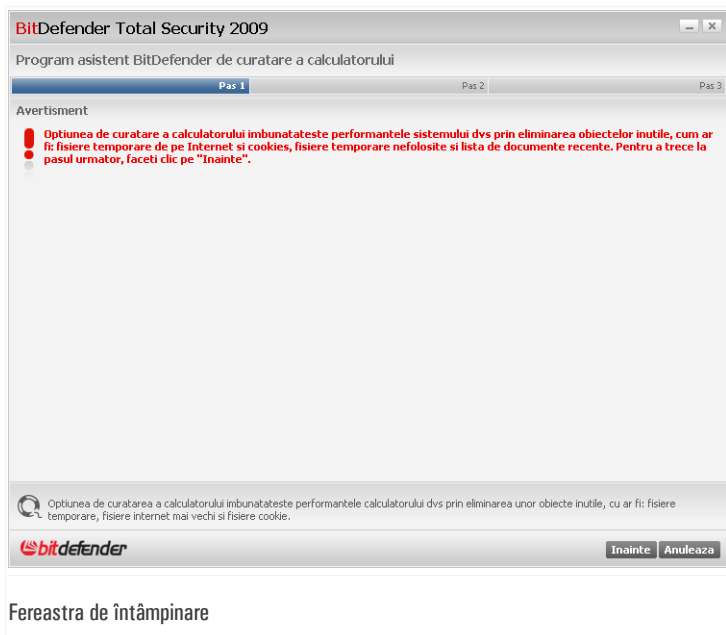 BitDefender Total Security 2009
Program asistent BitDefender de curatare a calculatorului
Pas 1 Pas 2 Pas 3
Avertisment
Optiunea de curatare a calculatorului imbunatateste performantele sistemului dvs prin eliminarea obiectelor inutile, cum ar
fi: fisiere temporare de pe Internet si cookies, fisiere temporare nefolosite si lista de documente recente. Pentru a trece la
pasul urmator, faceti clic pe "Inainte".
Optiunea de curatarea a calculatorului imbunatateste performantele calculatorului dvs prin eliminarea unor obiecte inutile, cu ar fi: fisiere
temporare, fisiere internet mai vechi si fisiere cookie.
bitdefender
Inainte Anuleaza
Fereastra de întâmpinare